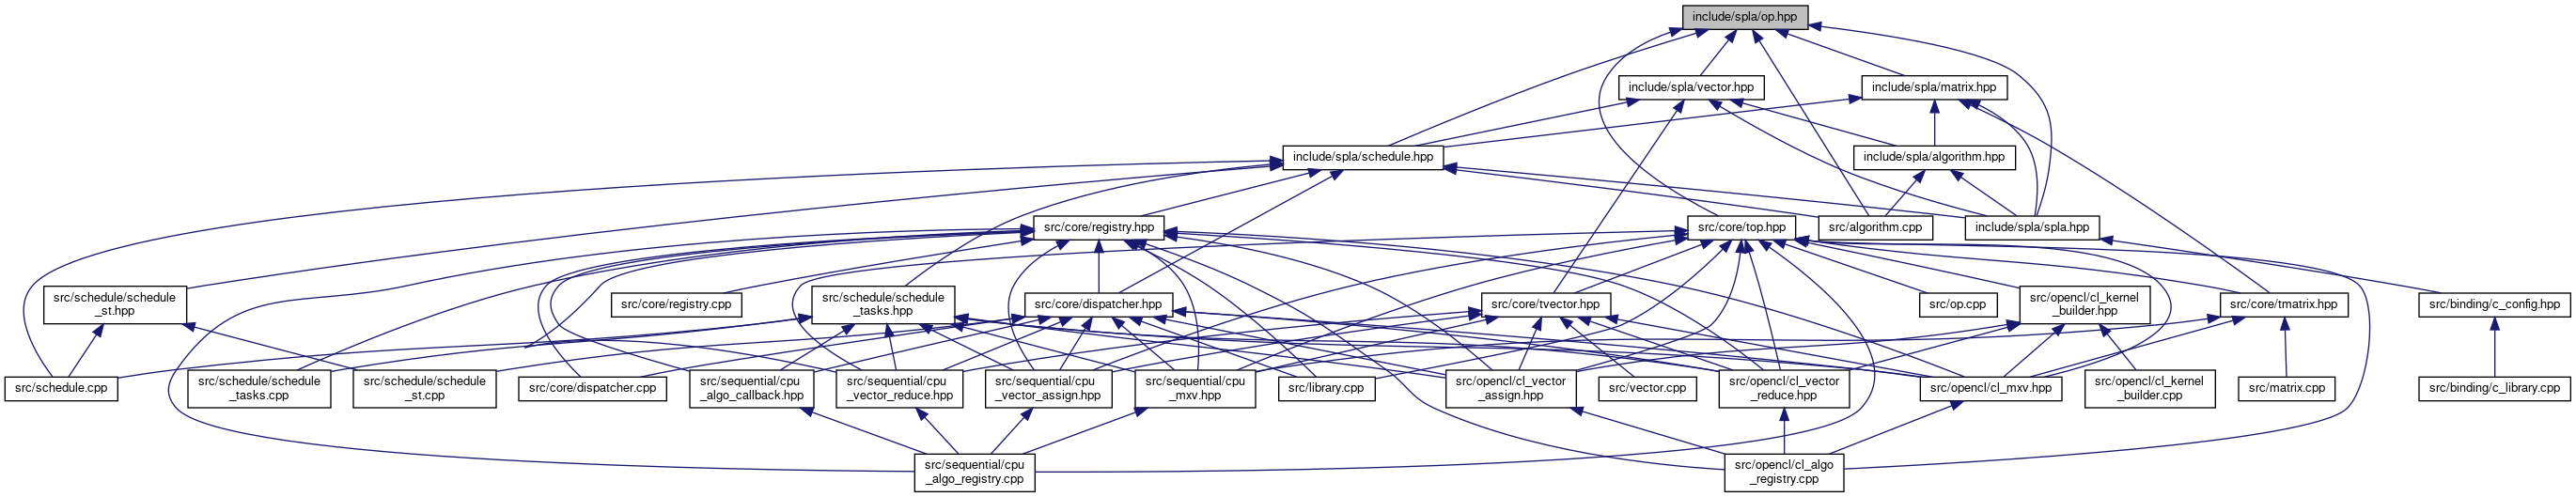 include/spla/op.hpp
include/spla/vector.hpp
include/spla/matrix.hpp
include/spla/schedule.hpp
include/spla/algorithm.hpp
src/core/registry.hpp
src/core/top.hpp
src/algorithm.cpp
include/spla/spla.hpp
src/schedule/schedule
_st.hpp
src/core/registry.cpp
src/schedule/schedule
_tasks.hpp
src/core/dispatcher.hpp
src/core/tvector.hpp
src/op.cpp
src/opencl/cl_kernel
_builder.hpp
src/core/tmatrix.hpp
src/binding/c_config.hpp
src/schedule.cpp
src/schedule/schedule
_tasks.cpp
src/schedule/schedule
_st.cpp
src/core/dispatcher.cpp
src/sequential/cpu
_algo_callback.hpp
src/sequential/cpu
_vector_reduce.hpp
src/sequential/cpu
_vector_assign.hpp
src/sequential/cpu
_mxv.hpp
src/library.cpp
src/opencl/cl_vector
_assign.hpp
src/vector.cpp
src/opencl/cl_vector
_reduce.hpp
src/opencl/cl_mxv.hpp
src/opencl/cl_kernel
_builder.cpp
src/matrix.cpp
src/binding/c_library.cpp
src/sequential/cpu
_algo_registry.cpp
src/opencl/cl_algo
_registry.cpp